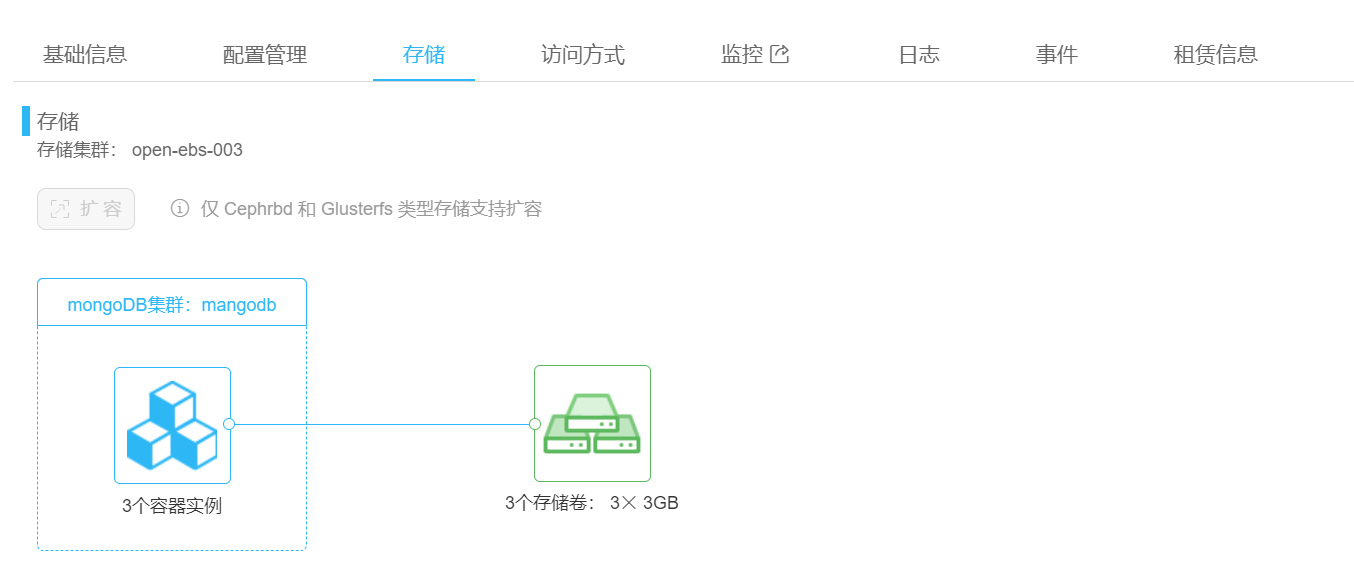 基础信息 配置管理 存储 访问方式 监控 日志 事件 租赁信息
存储
存储集群： open-ebs-003
扩容 仅 Cephrbd 和 Glusterfs 类型存储支持扩容
mongoDB集群：mangodb
3个容器实例
3个存储卷： 3× 3GB